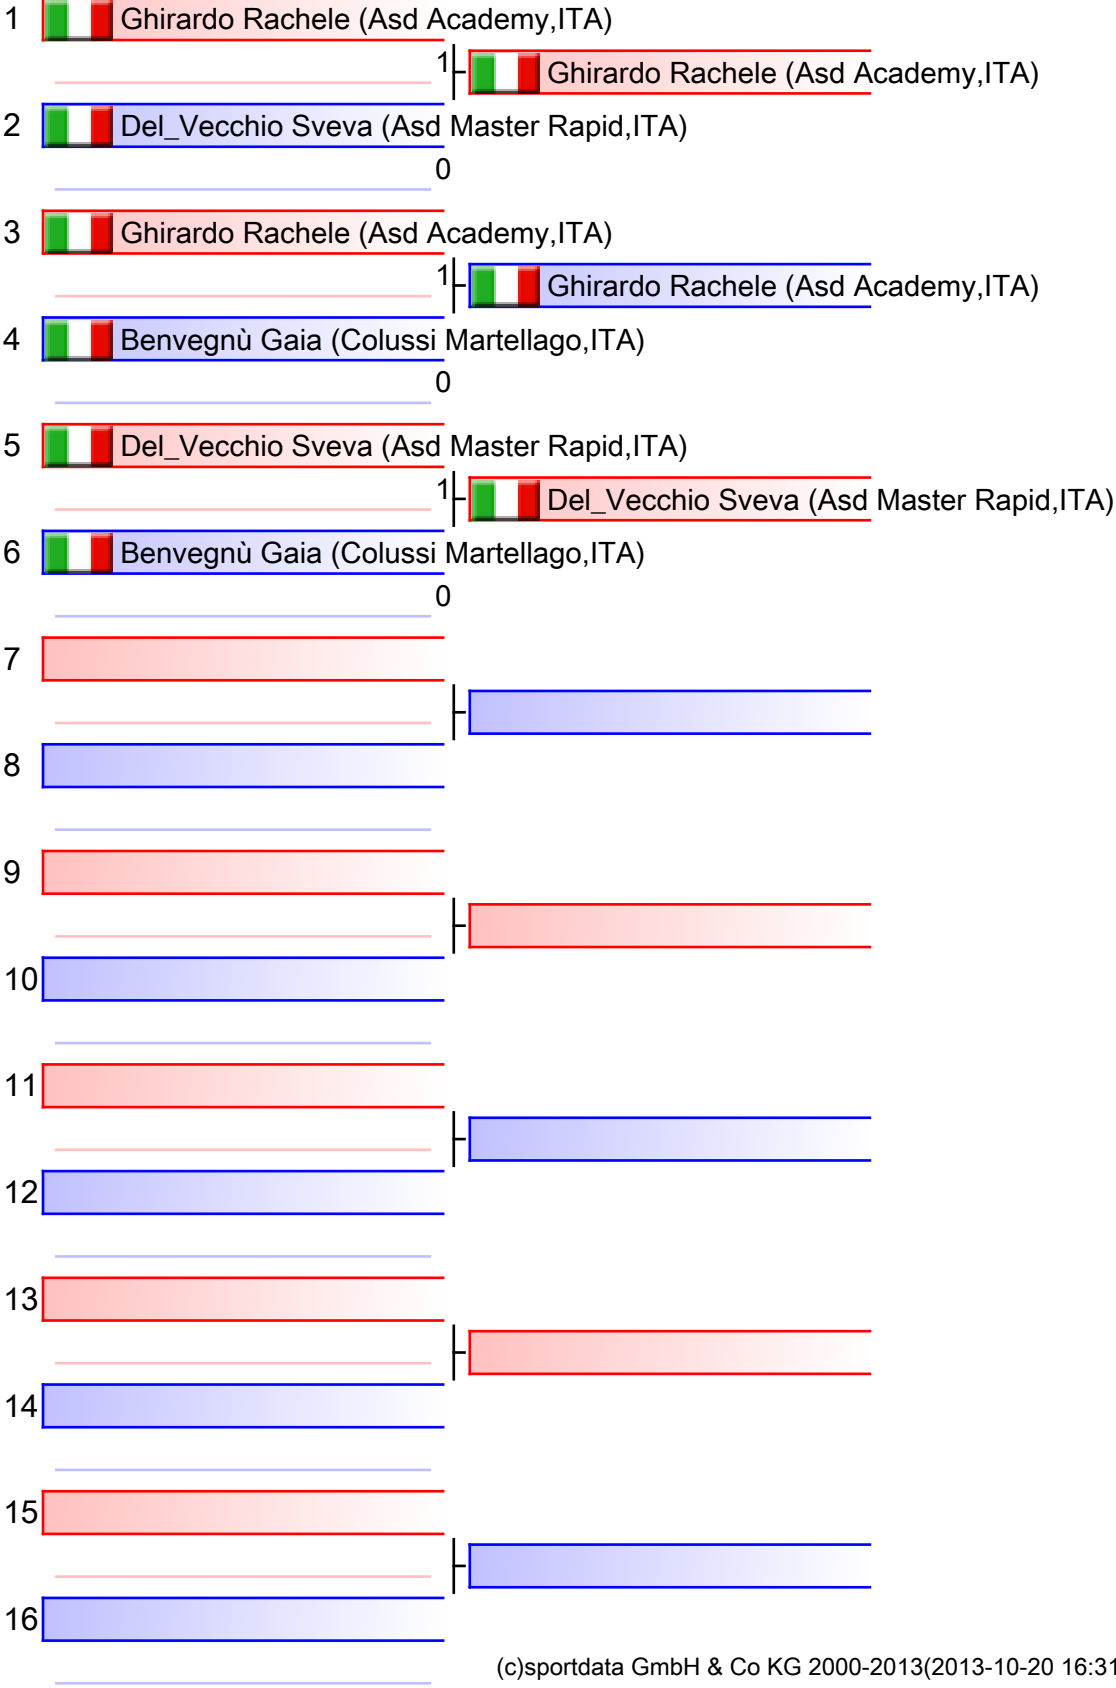 1 Ghirardo Rachele (Asd Academy,ITA)
1 Ghirardo Rachele (Asd Academy,ITA)
2 Del_Vecchio Sveva (Asd Master Rapid,ITA)
0
3 Ghirardo Rachele (Asd Academy,ITA)
1 Ghirardo Rachele (Asd Academy,ITA)
4 Benvegnù Gaia (Colussi Martellago,ITA)
0
5 Del_Vecchio Sveva (Asd Master Rapid,ITA)
1 Del_Vecchio Sveva (Asd Master Rapid,ITA)
6 Benvegnù Gaia (Colussi Martellago,ITA)
0
7
8
9
10
11
12
13
14
15
16
(c)sportdata GmbH & Co KG 2000-2013(2013-10-20 16:31